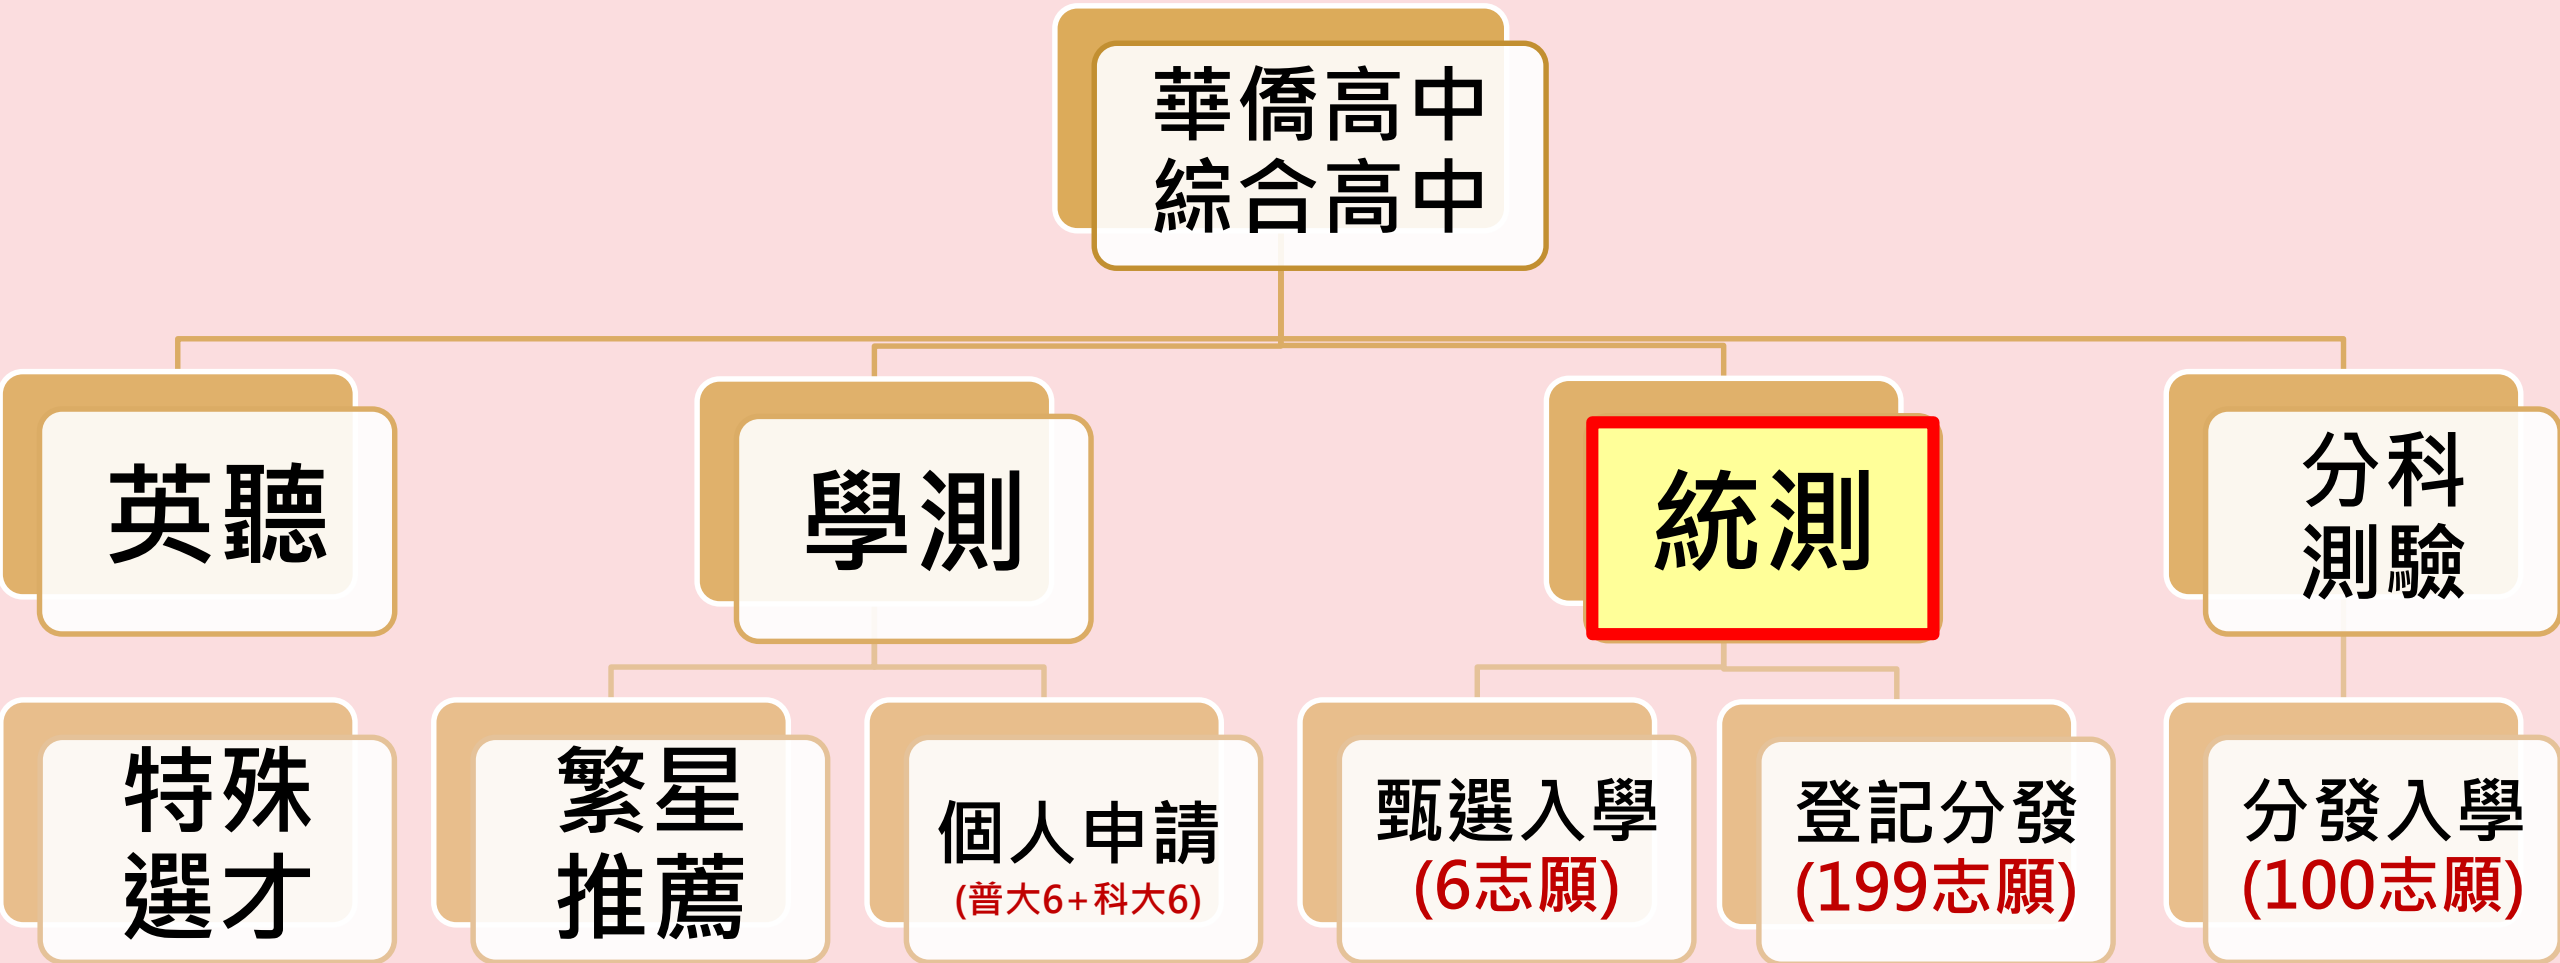 華僑高中
綜合高中
英聽
學測
統測
分科
測驗
特殊
選才
繁星
推薦
個人申請
(普大6+科大6)
甄選入學
(6志願)
登記分發
(199志願)
分發入學
(100志願)